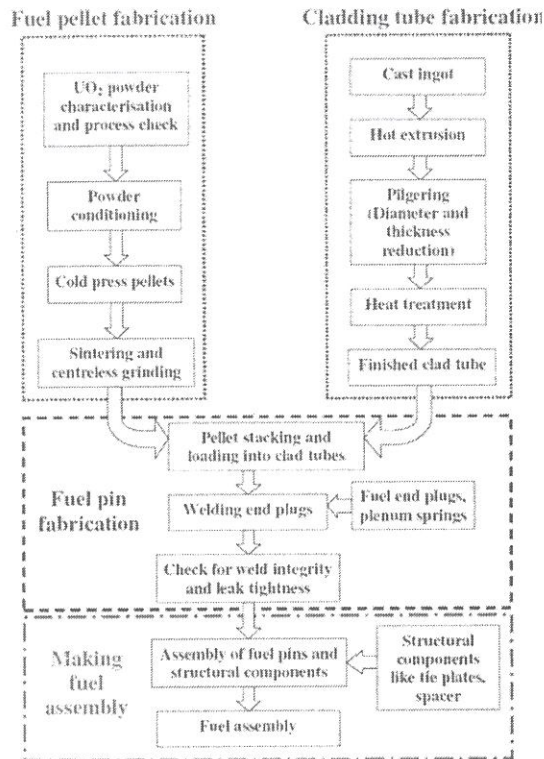 Fuel pellet fabrication
UO₂ powder
characterisation
and process check
Powder
conditioning
Cold press pellets
Sintering and
centreless grinding
Cladding tube fabrication
Cast ingot
Hot extrusion
Pilgering
(Diameter and
thickness
reduction)
Heat treatment
Finished clad tube
Fuel pin
fabrication
Pellet stacking and
loading into clad tubes
Welding end plugs
Fuel end plugs,
plenum springs
Check for weld integrity
and leak tightness
Making
fuel
assembly
Assembly of fuel pins and
structural components
Structural
components
like tie plates,
spacer
Fuel assembly